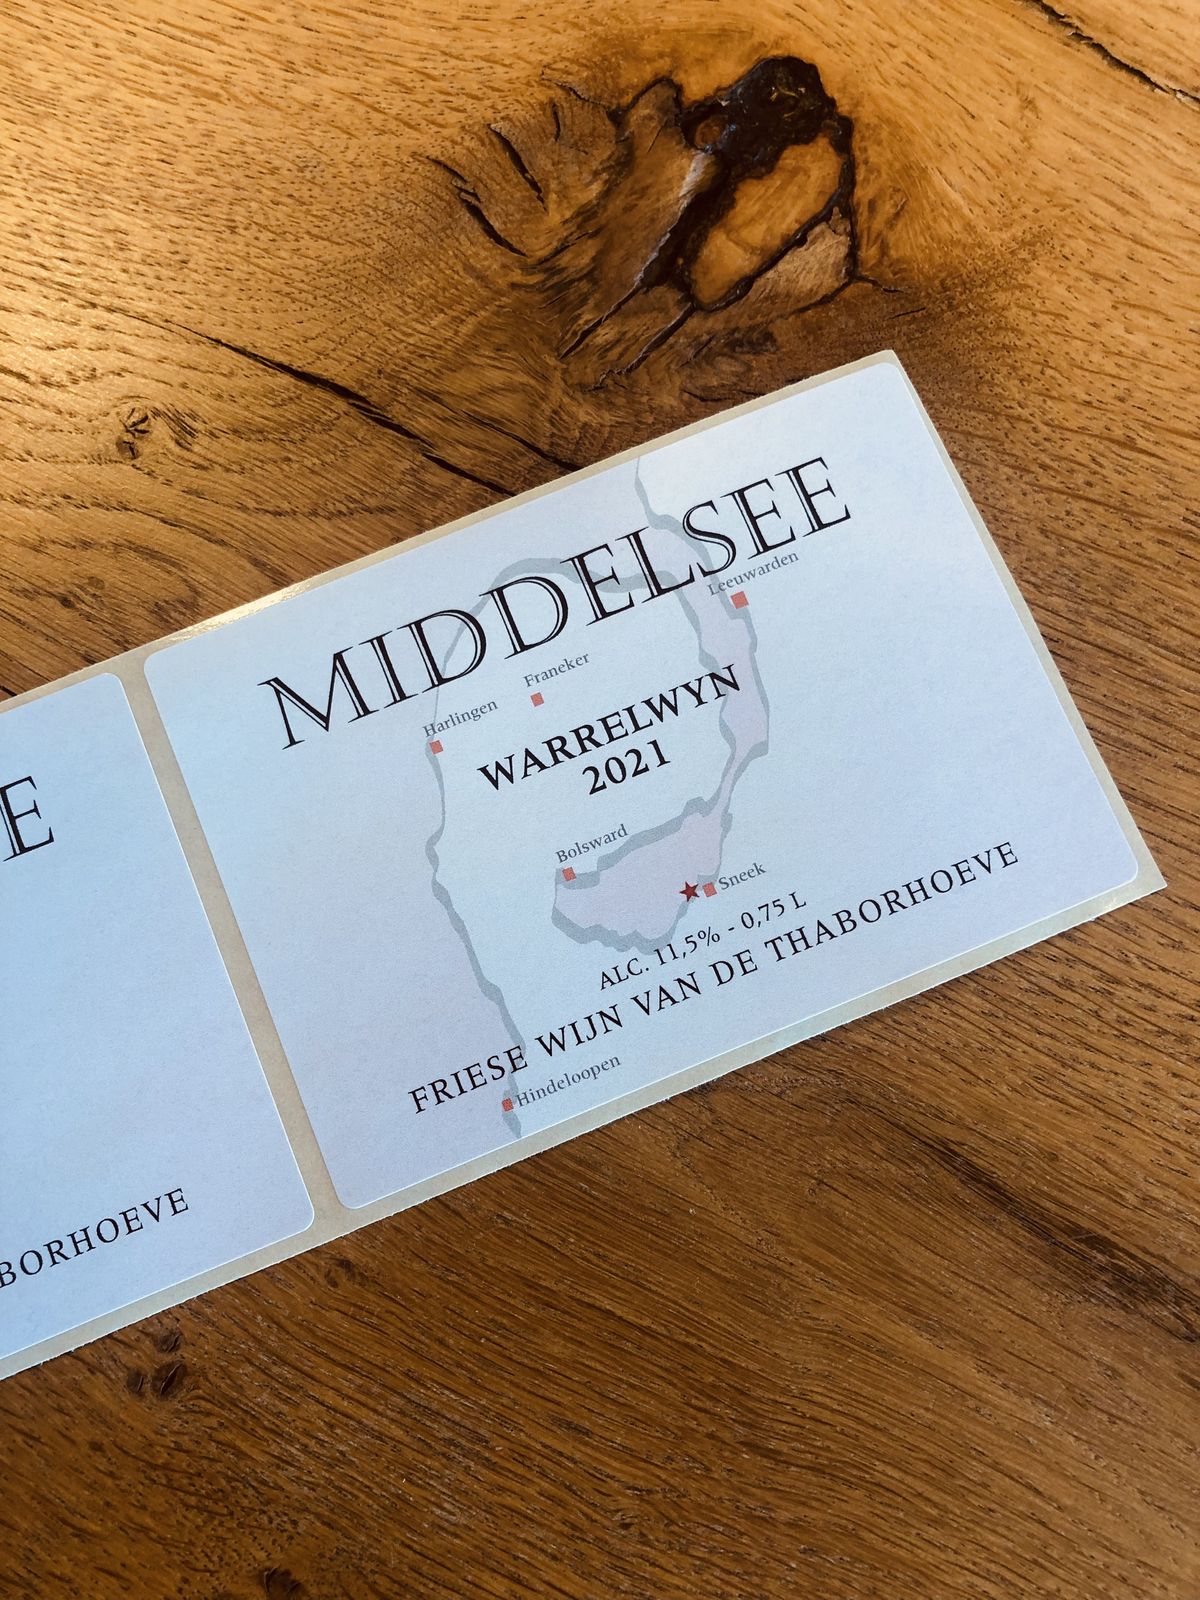 MIDDELSEE
Leeuwarden
Franeker
Harlingen
WARRELWYN
2021
Bolsward
Sneek
ALC. 11,5% - 0,75 L
FRIESE WIJN VAN DE THABORHOEVE
Hindeloopen
E
BORHOEVE